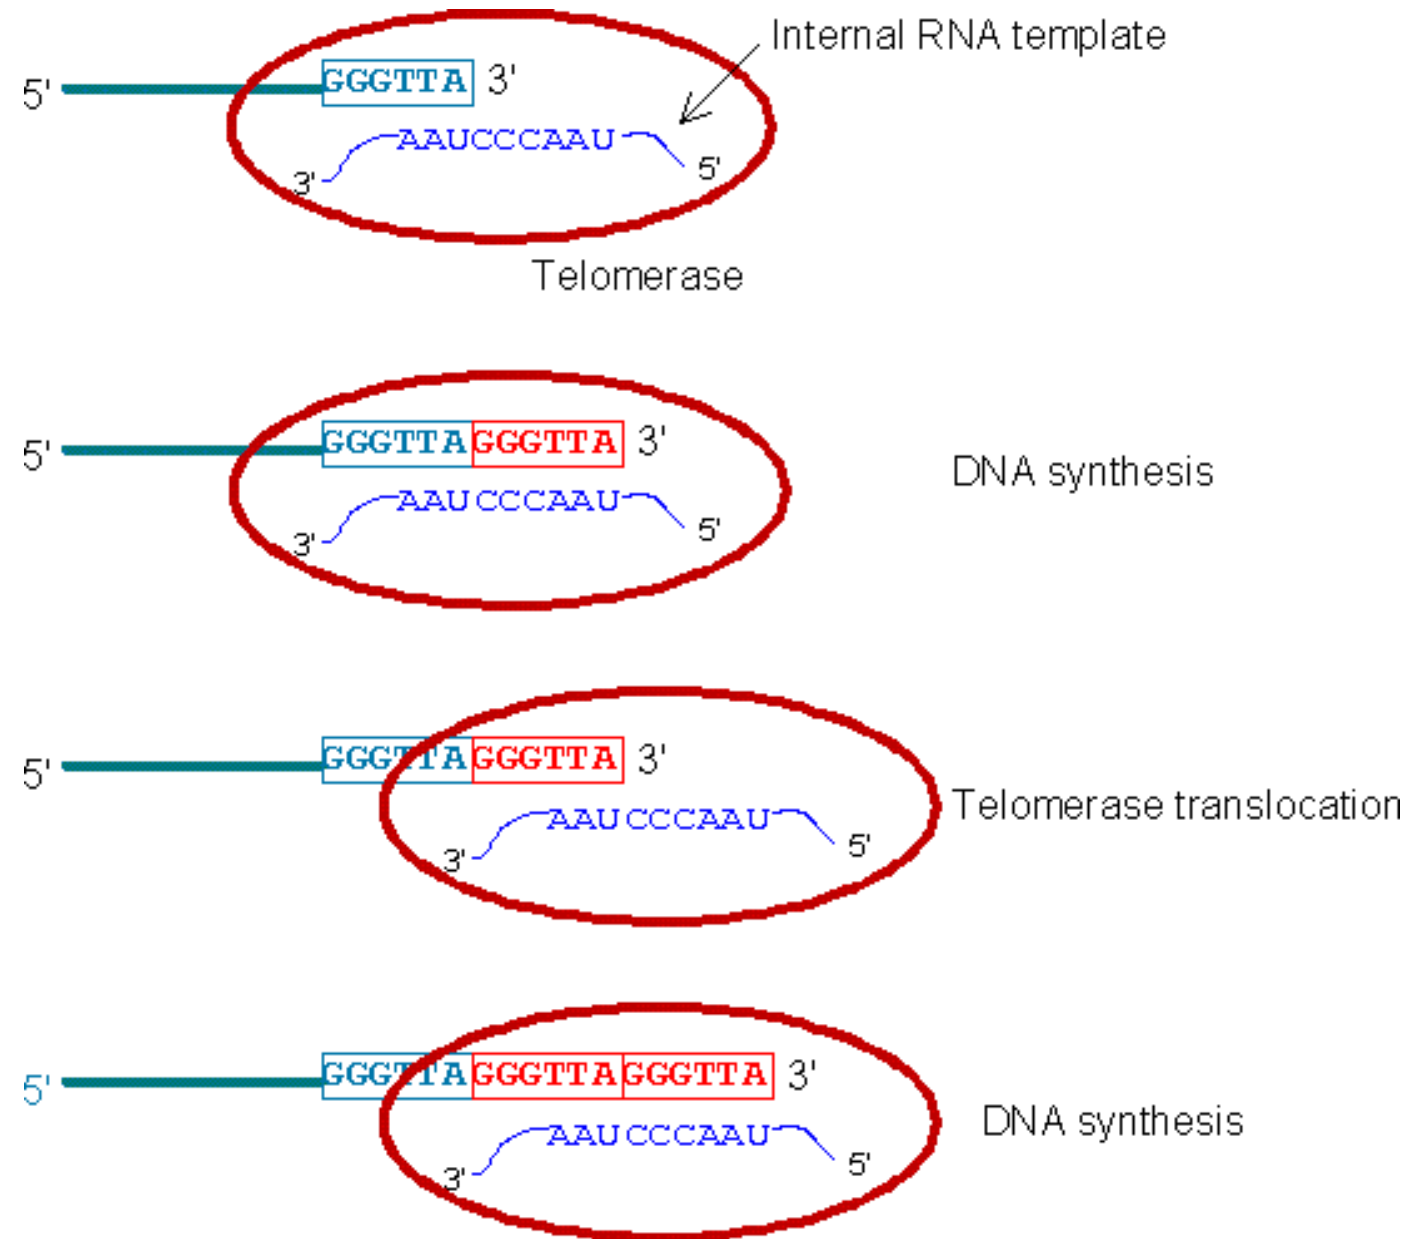 Internal RNA template
5' GGGTTA 3'
AAUCCCAAU
3' 5'
Telomerase
5' GGGTTAGGGTTA 3'
DNA synthesis
AAUCCCAAU
3' 5'
5' GGGTTAGGGTTA 3'
Telomerase translocation
AAUCCCAAU
3' 5'
5' GGGTTAGGGTTAGGGTTA 3'
DNA synthesis
AAUCCCAAU
3' 5'